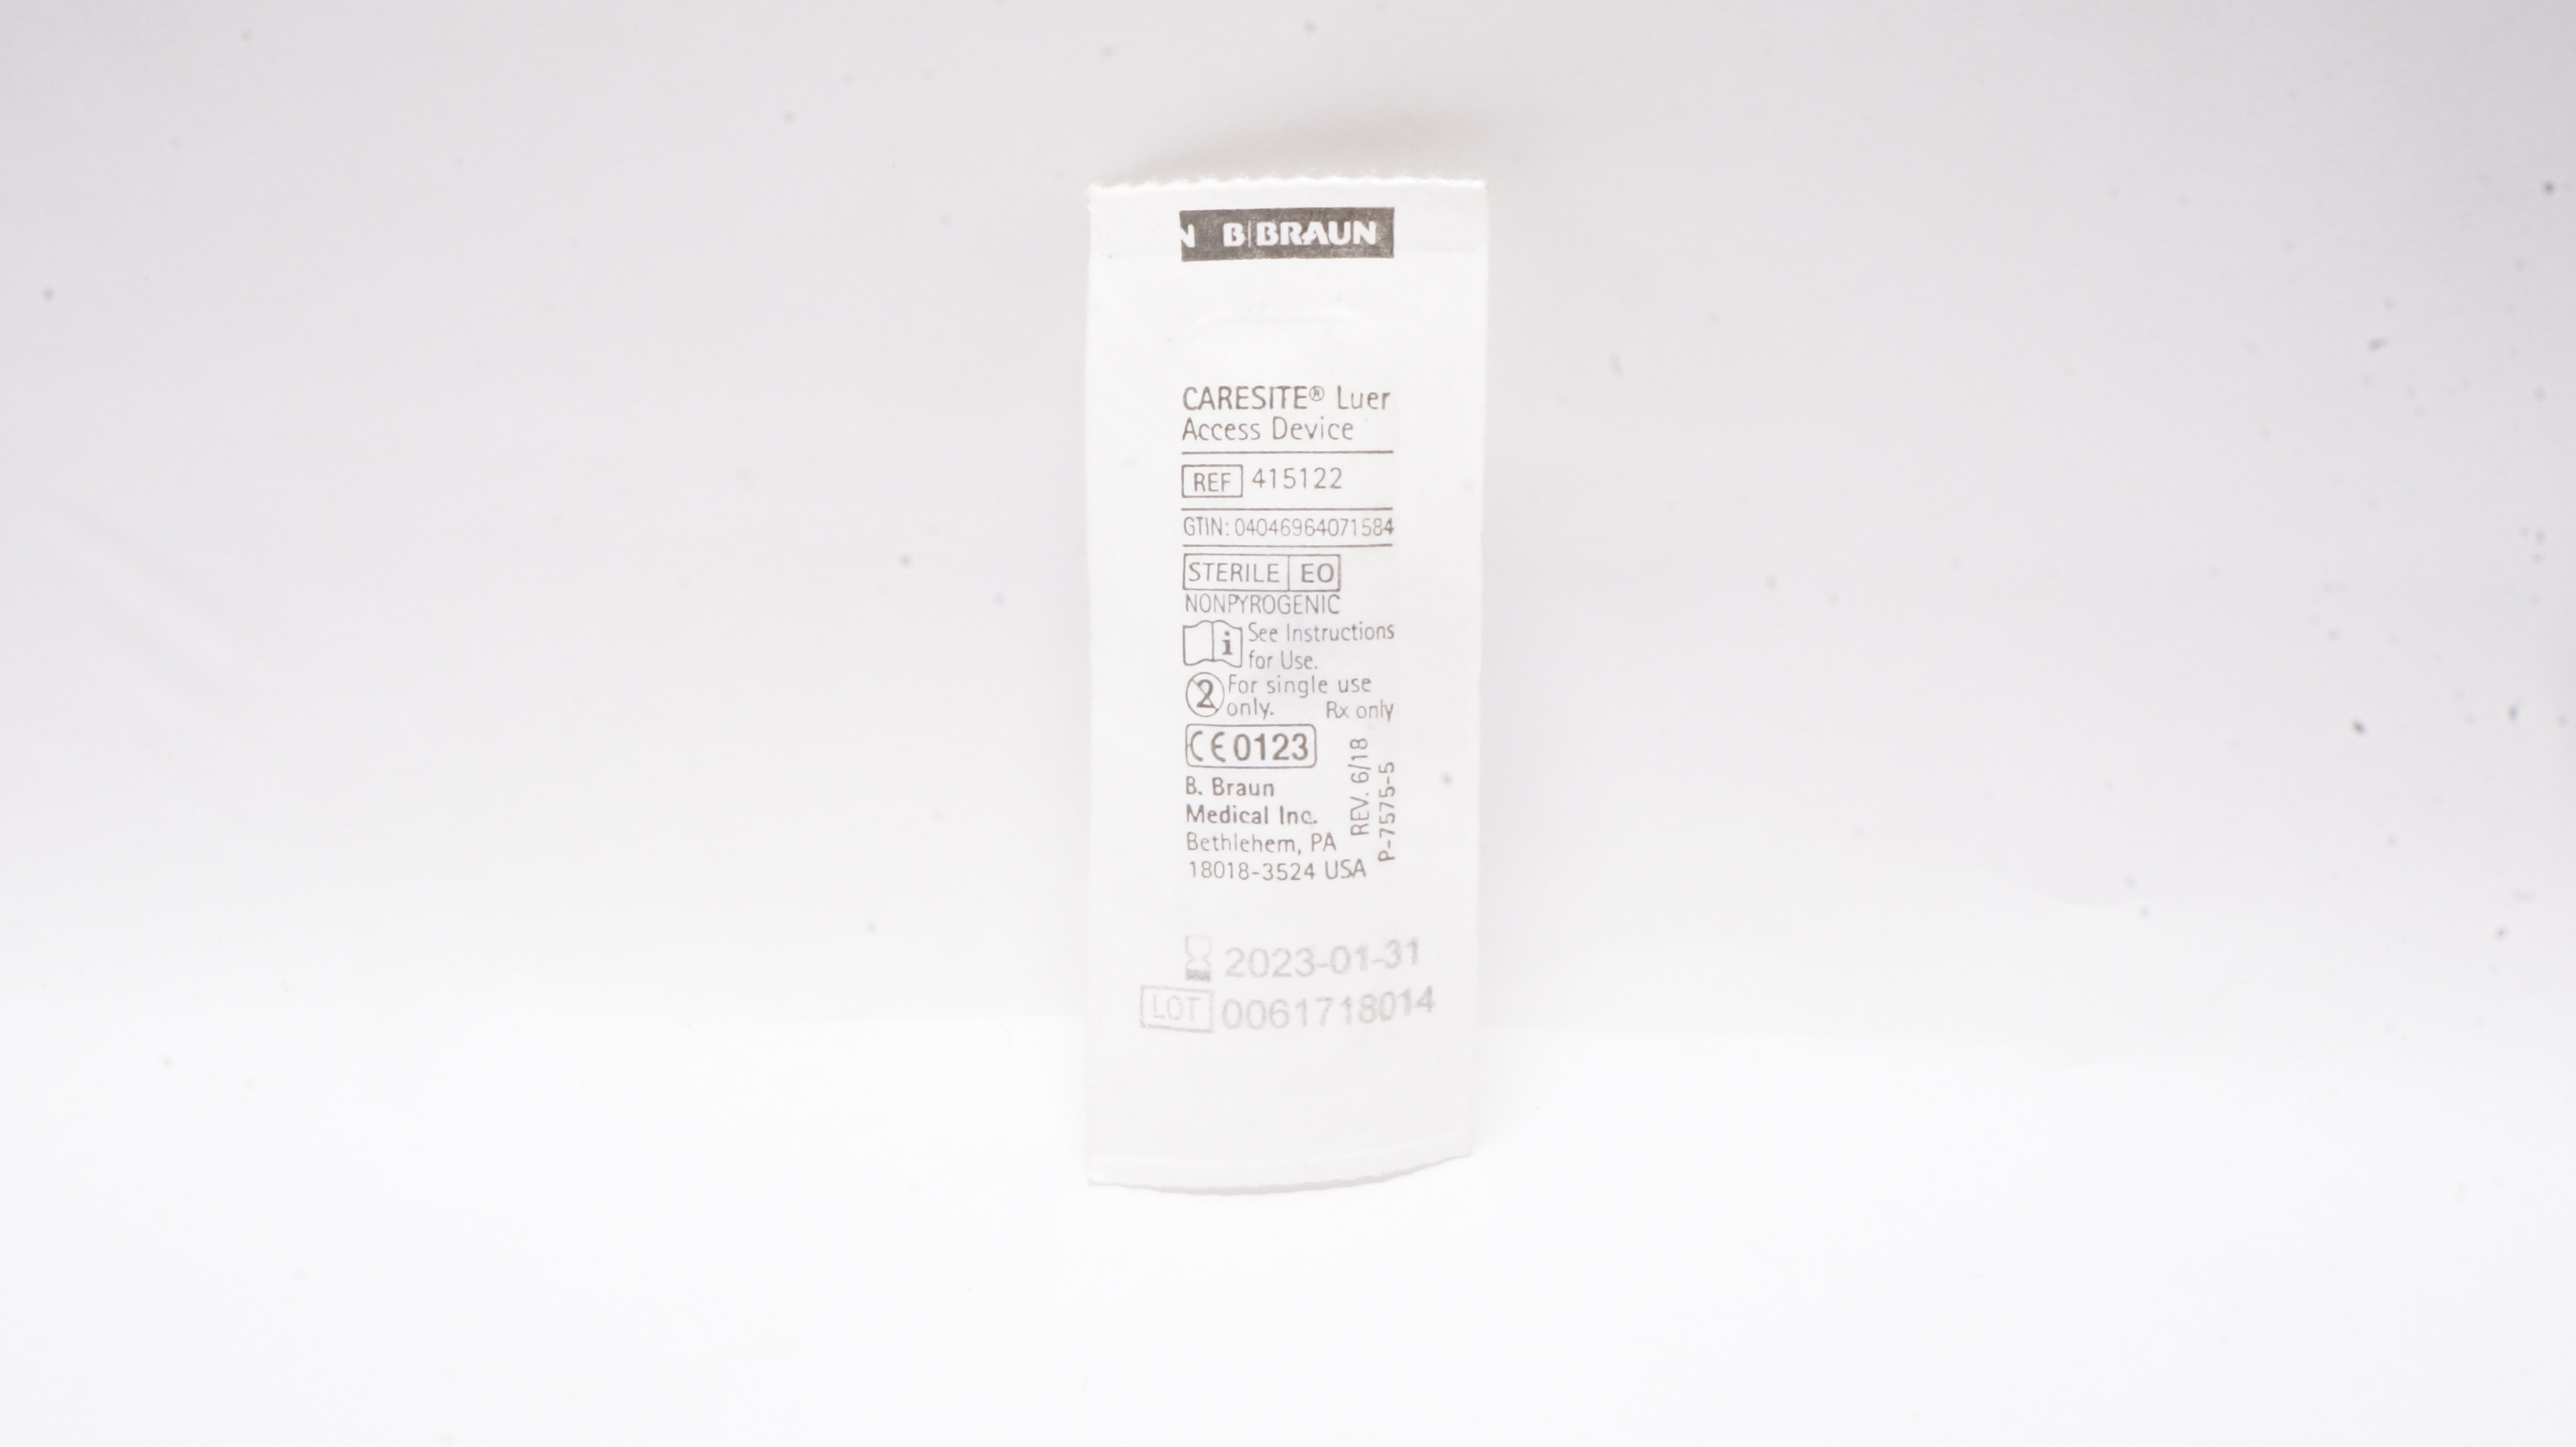 N B|BRAUN
CARESITE® Luer
Access Device
REF 415122
GTIN: 04046964071584
STERILE EO
NONPYROGENIC
i See Instructions
for Use.
2 For single use
only. Rx only
CE 0123
B. Braun
Medical Inc.
Bethlehem, PA
18018-3524 USA
REV. 6/18
P-7575-5
2023-01-31
LOT 0061718014